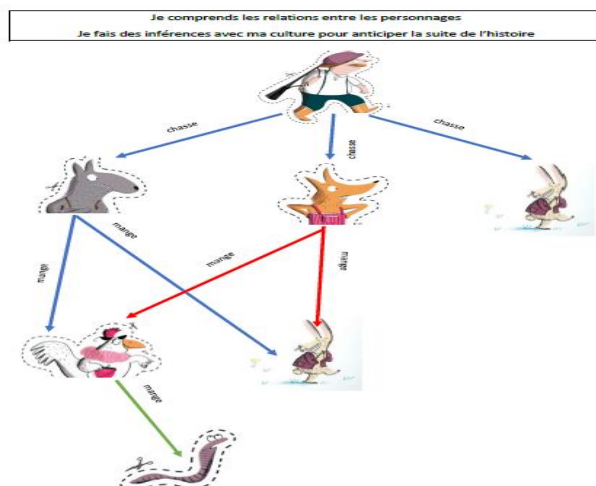 Je comprends les relations entre les personnages
Je fais des inférences avec ma culture pour anticiper la suite de l'histoire
chasse
chasse
chasse
mange
mange
mange
mange
mange